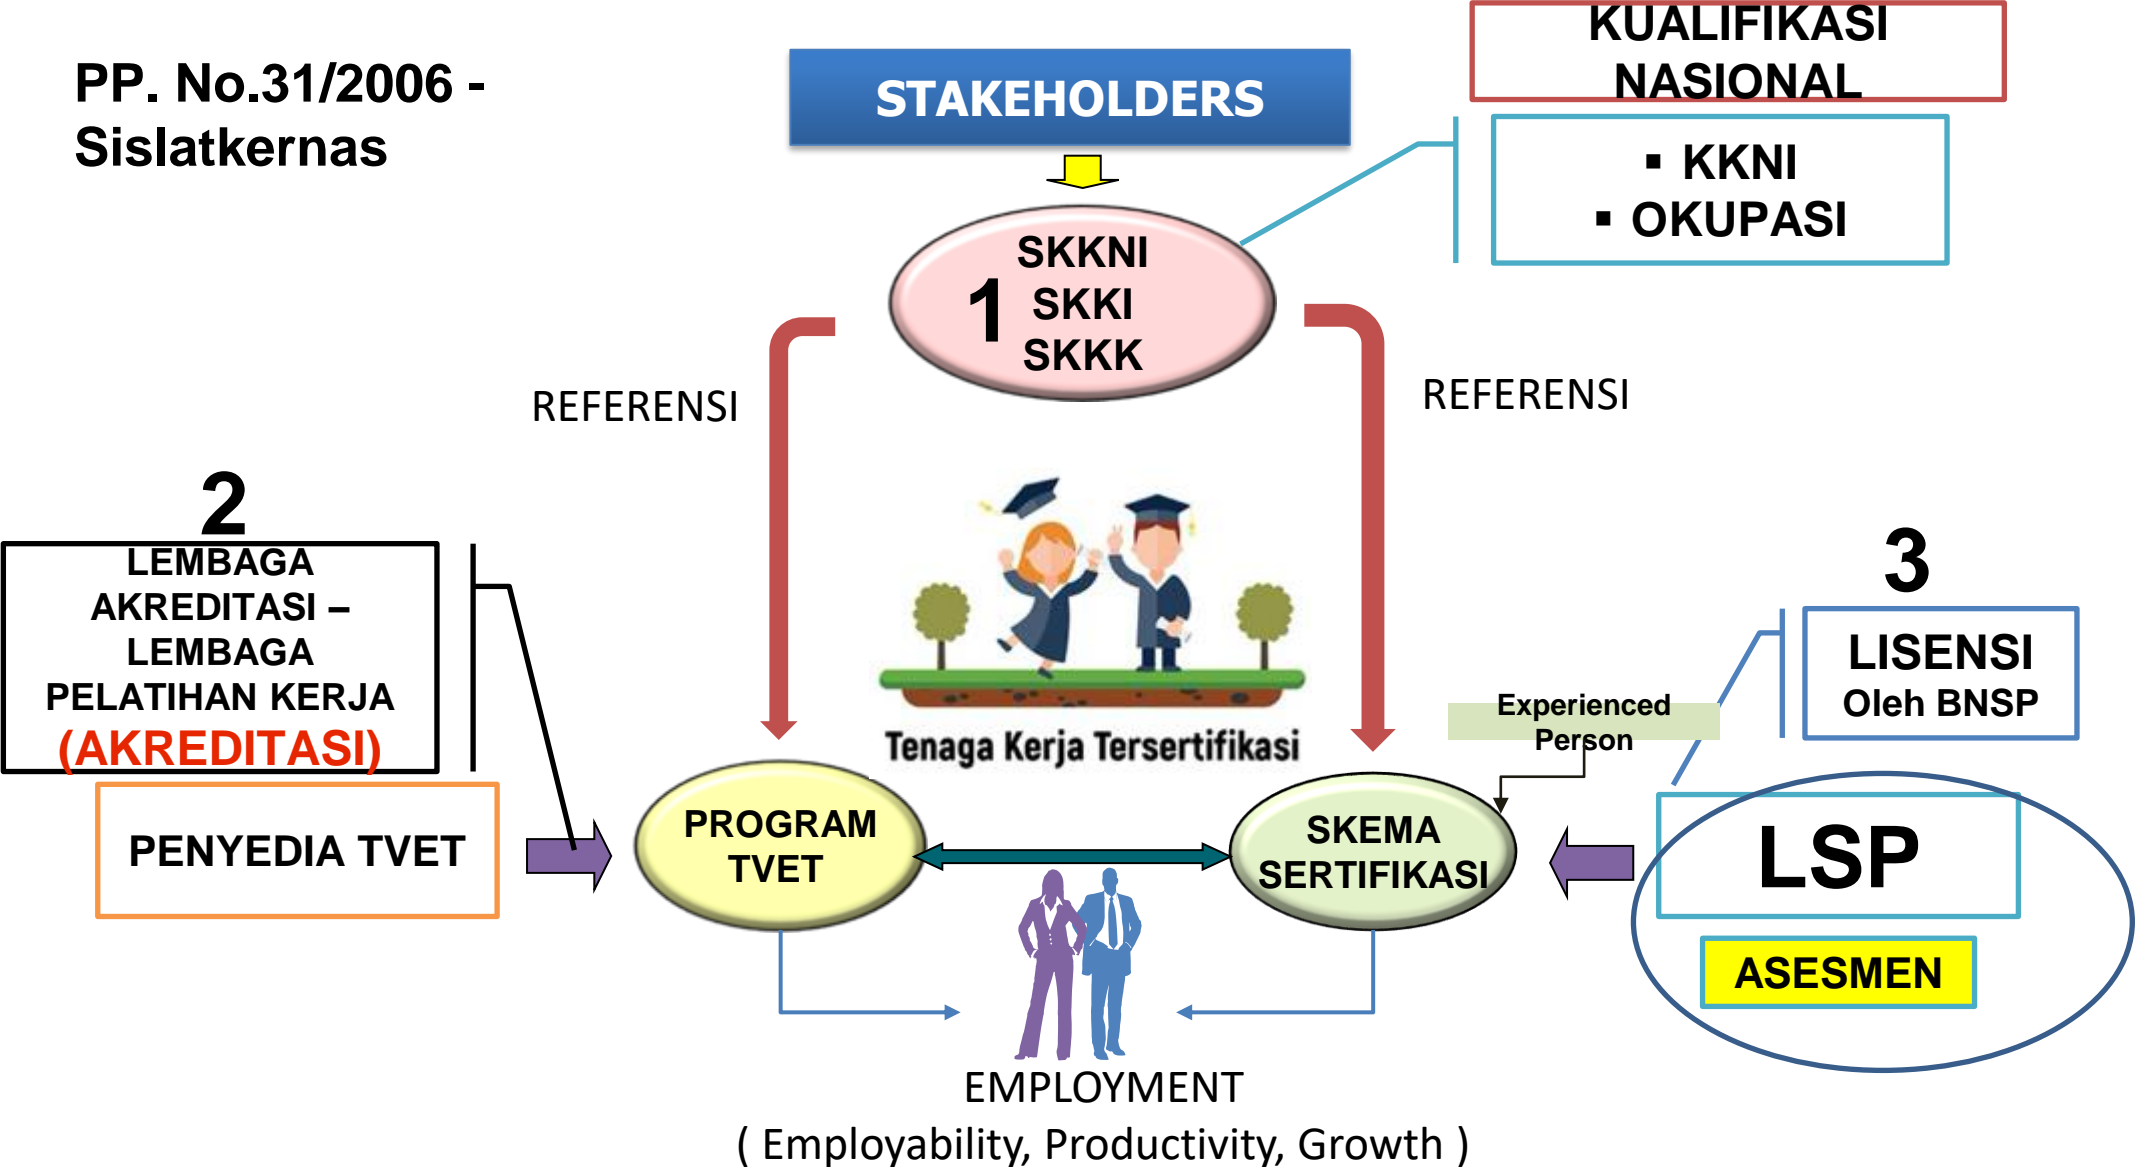 PP. No.31/2006 -
Sislatkernas
STAKEHOLDERS
KUALIFIKASI
NASIONAL
▪ KKNI
▪ OKUPASI
1
SKKNI
SKKI
SKKK
REFERENSI
REFERENSI
2
LEMBAGA
AKREDITASI –
LEMBAGA
PELATIHAN KERJA
(AKREDITASI)
PENYEDIA TVET
Tenaga Kerja Tersertifikasi
3
LISENSI
Oleh BNSP
Experienced
Person
PROGRAM
TVET
SKEMA
SERTIFIKASI
LSP
ASESMEN
EMPLOYMENT
( Employability, Productivity, Growth )